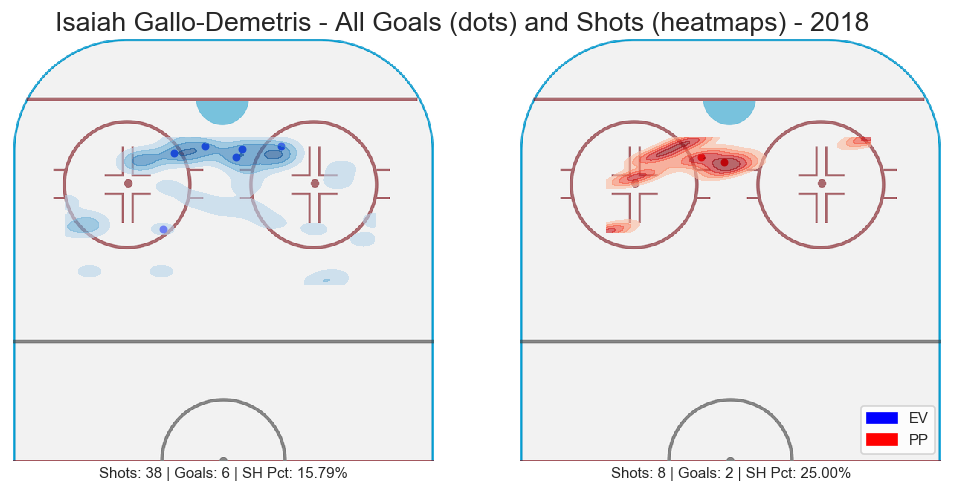 Isaiah Gallo-Demetris - All Goals (dots) and Shots (heatmaps) - 2018
EV
PP
Shots: 38 | Goals: 6 | SH Pct: 15.79%
Shots: 8 | Goals: 2 | SH Pct: 25.00%